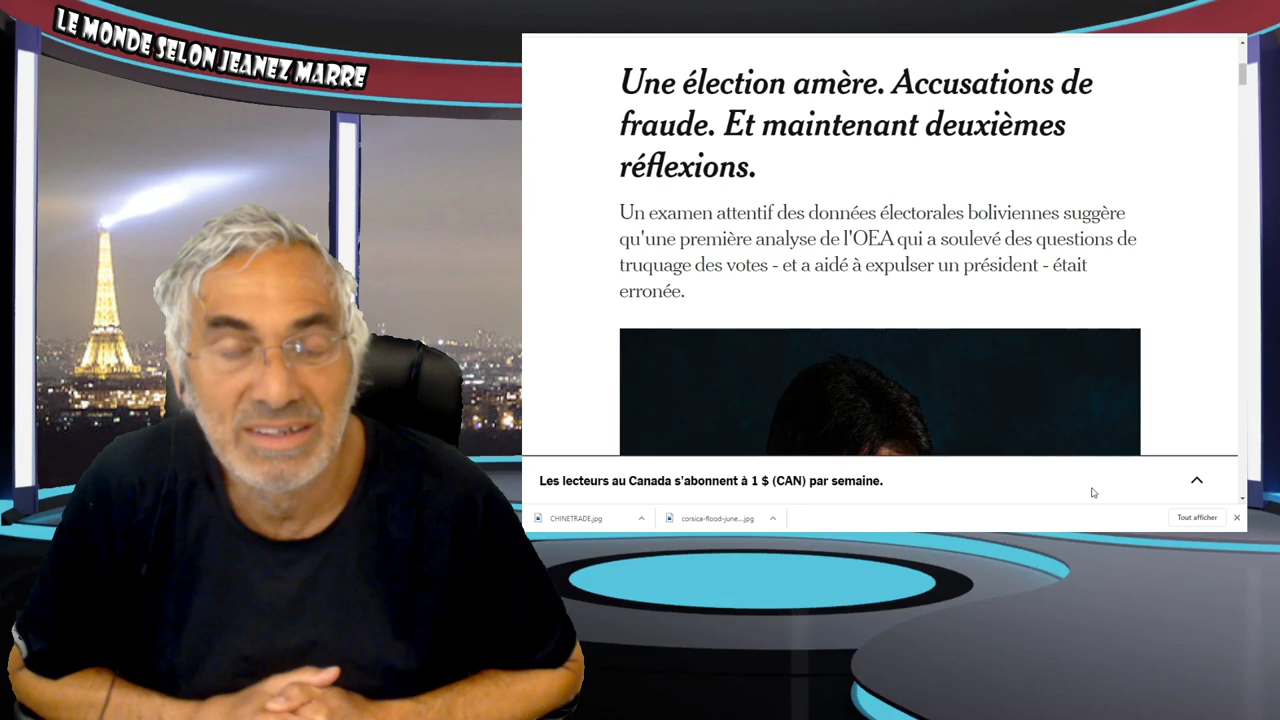 LE MONDE SELON JEANEZ MARRE
Une élection amère. Accusations de
fraude. Et maintenant deuxièmes
réflexions.
Un examen attentif des données électorales boliviennes suggère
qu'une première analyse de l'OEA qui a soulevé des questions de
truquage des votes - et a aidé à expulser un président - était
erronée.
Les lecteurs au Canada s'abonnent à 1 $ (CAN) par semaine.
CHINETRADE.jpg
corsica-flood-june....jpg
Tout afficher